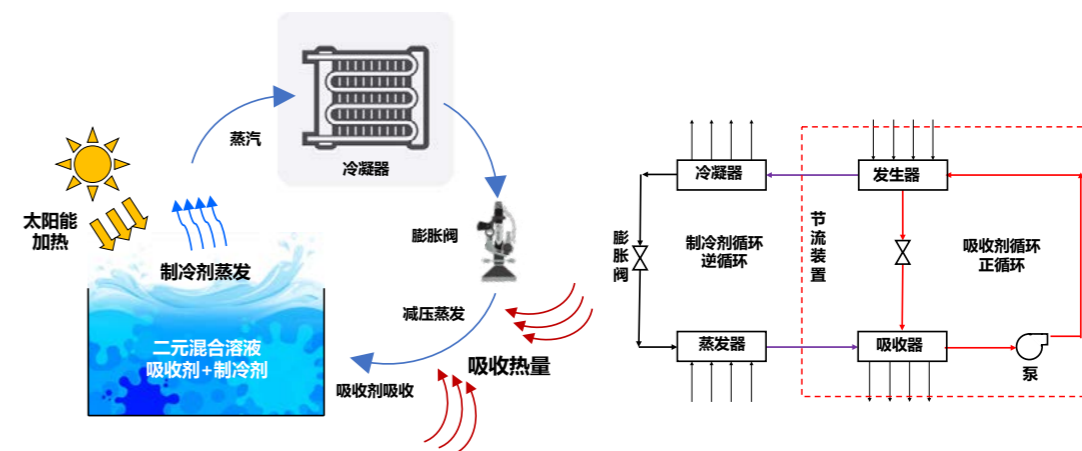 蒸汽
冷凝器
太阳能
加热
制冷剂蒸发
膨胀阀
减压蒸发
二元混合溶液
吸收剂+制冷剂
吸收热量
吸收剂吸收
冷凝器
发生器
膨胀阀
制冷剂循环
逆循环
节流装置
吸收剂循环
正循环
蒸发器
吸收器
泵